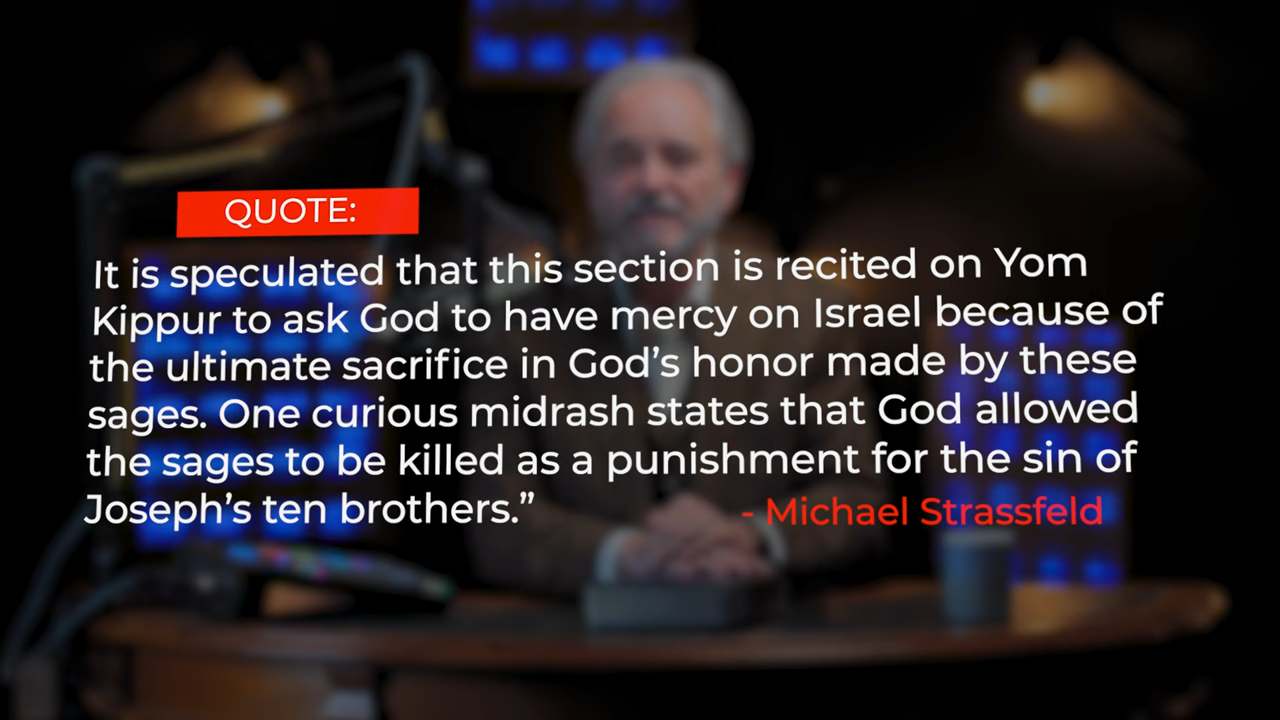 QUOTE:
It is speculated that this section is recited on Yom
Kippur to ask God to have mercy on Israel because of
the ultimate sacrifice in God’s honor made by these
sages. One curious midrash states that God allowed
the sages to be killed as a punishment for the sin of
Joseph’s ten brothers.”
- Michael Strassfeld